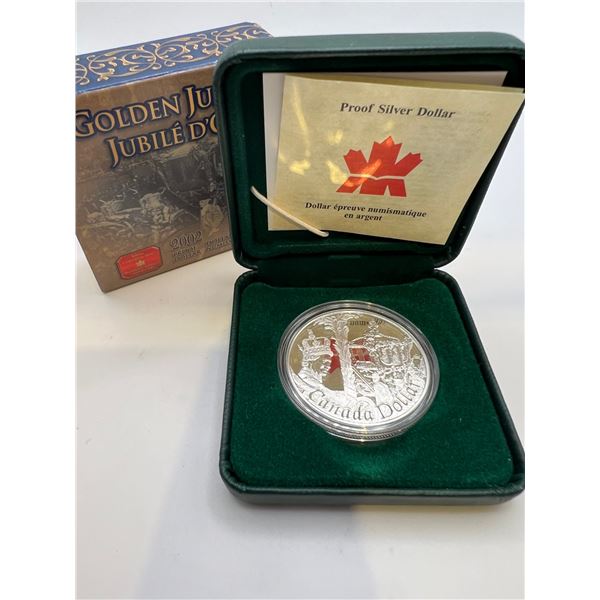 GOLDEN JU
JUBILÉ D'O
2002
Proof Silver Dollar
Dollar épreuve numismatique
en argent
Canada Dollar